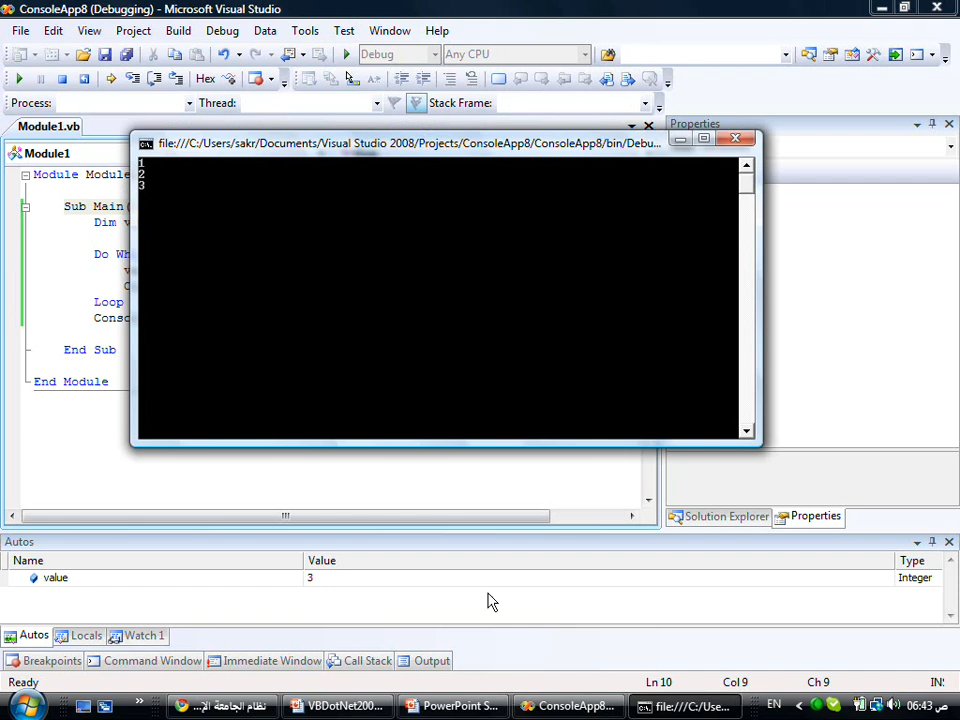 ConsoleApp8 (Debugging) - Microsoft Visual Studio
File Edit View Project Build Debug Data Tools Test Window Help
Debug Any CPU
Hex
Process: Thread: Stack Frame:
Module1.vb Properties
file:///C:/Users/sakr/Documents/Visual Studio 2008/Projects/ConsoleApp8/ConsoleApp8/bin/Debu...
Module1
1
2
3
Module Module
Sub Main(
Dim v
Do Wh
Loop
Conso
End Sub
End Module
Solution Explorer Properties
Autos
Name Value Type
value 3 Integer
Autos Locals Watch 1
Breakpoints Command Window Immediate Window Call Stack Output
Ready Ln 10 Col 9 Ch 9 INS
نظام الجامعة الإ... VBDotNet200... PowerPoint S... ConsoleApp8... file:///C:/Use... EN 06:43 ص